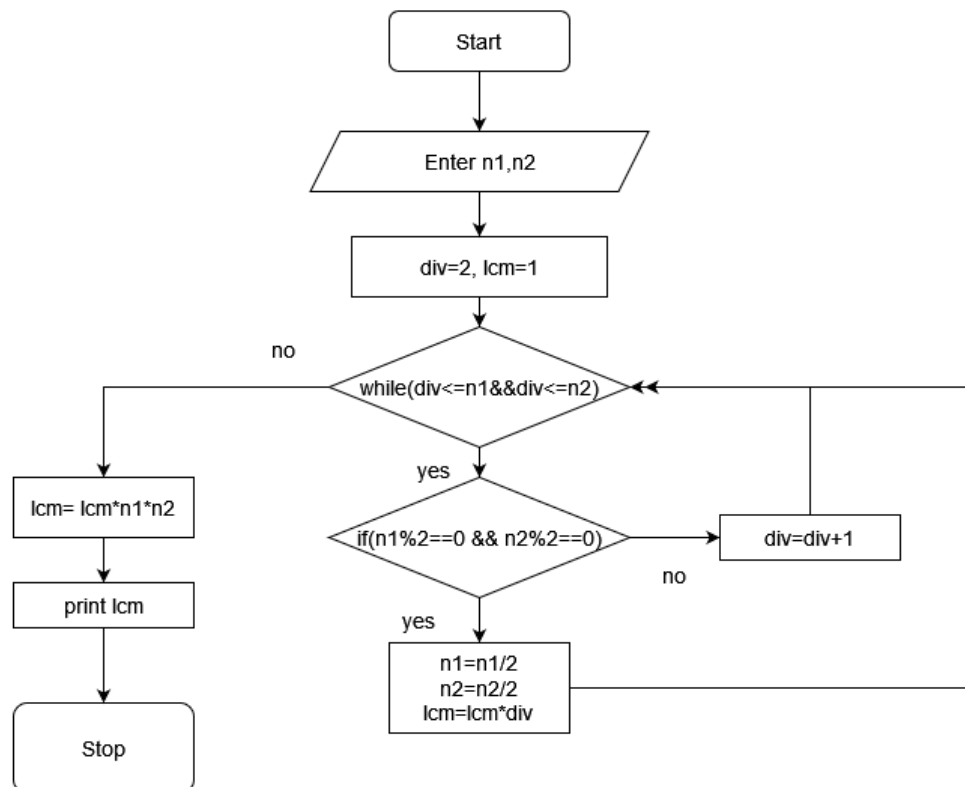 Start
Enter n1,n2
div=2, lcm=1
no
while(div<=n1&&div<=n2)
yes
lcm= lcm*n1*n2
if(n1%2==0 && n2%2==0)
div=div+1
no
print lcm
yes
n1=n1/2
n2=n2/2
lcm=lcm*div
Stop